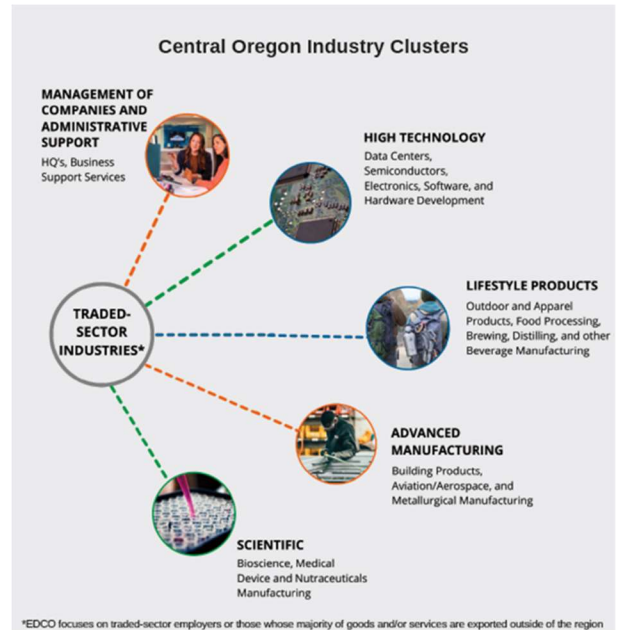 Central Oregon Industry Clusters
MANAGEMENT OF
COMPANIES AND
ADMINISTRATIVE
SUPPORT
HQ's, Business
Support Services
HIGH TECHNOLOGY
Data Centers,
Semiconductors,
Electronics, Software, and
Hardware Development
TRADED-
SECTOR
INDUSTRIES*
LIFESTYLE PRODUCTS
Outdoor and Apparel
Products, Food Processing,
Brewing, Distilling, and other
Beverage Manufacturing
ADVANCED
MANUFACTURING
Building Products,
Aviation/Aerospace, and
Metallurgical Manufacturing
SCIENTIFIC
Bioscience, Medical
Device and Nutraceuticals
Manufacturing
*EDCO focuses on traded-sector employers or those whose majority of goods and/or services are exported outside of the region